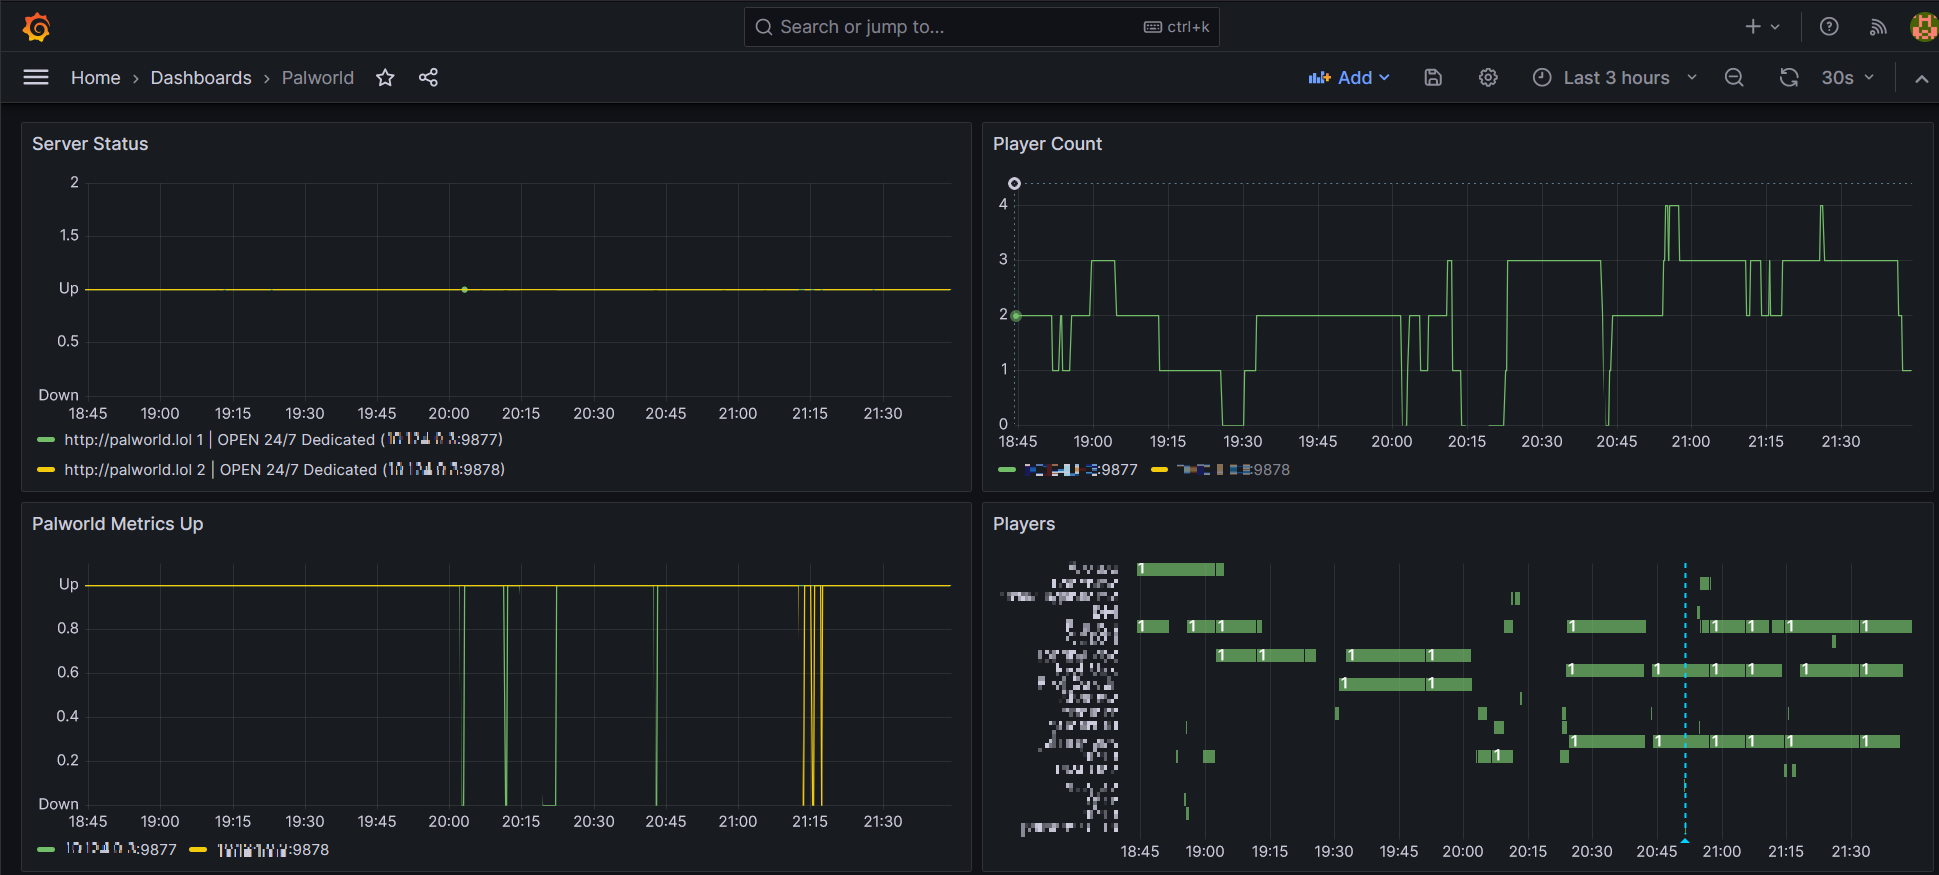 Search or jump to... ctrl+k
Home › Dashboards › Palworld Add Last 3 hours 30s
Server Status
2
1.5
Up
0.5
Down
18:45 19:00 19:15 19:30 19:45 20:00 20:15 20:30 20:45 21:00 21:15 21:30
http://palworld.lol 1 | OPEN 24/7 Dedicated ( :9877)
http://palworld.lol 2 | OPEN 24/7 Dedicated ( :9878)
Player Count
4
3
2
1
0
18:45 19:00 19:15 19:30 19:45 20:00 20:15 20:30 20:45 21:00 21:15 21:30
:9877 :9878
Palworld Metrics Up
Up
0.8
0.6
0.4
0.2
Down
18:45 19:00 19:15 19:30 19:45 20:00 20:15 20:30 20:45 21:00 21:15 21:30
:9877 :9878
Players
1
1 1 1 1 1 1 1 1
1 1 1 1
1 1 1 1 1 1
1 1
1 1 1 1 1
1
18:45 19:00 19:15 19:30 19:45 20:00 20:15 20:30 20:45 21:00 21:15 21:30